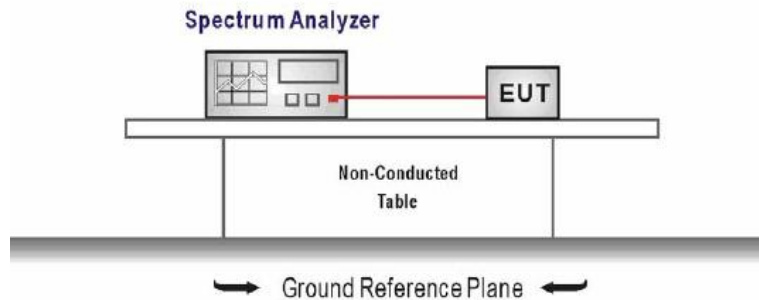 Spectrum Analyzer
EUT
Non-Conducted
Table
Ground Reference Plane